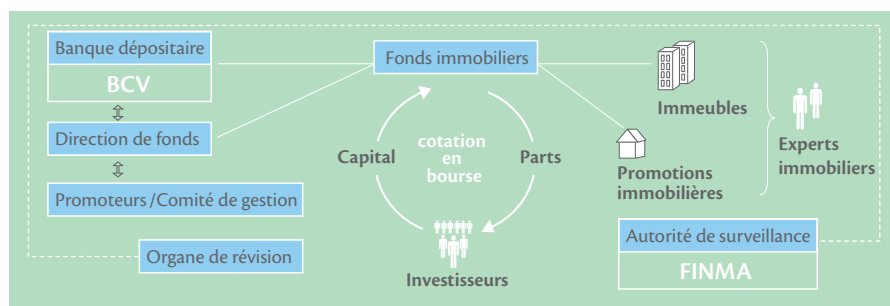 Banque dépositaire
BCV
Direction de fonds
Promoteurs/Comité de gestion
Organe de révision
Fonds immobiliers
Capital
cotation
en
bourse
Parts
Investisseurs
Immeubles
Promotions
immobilières
Experts
immobiliers
Autorité de surveillance
FINMA